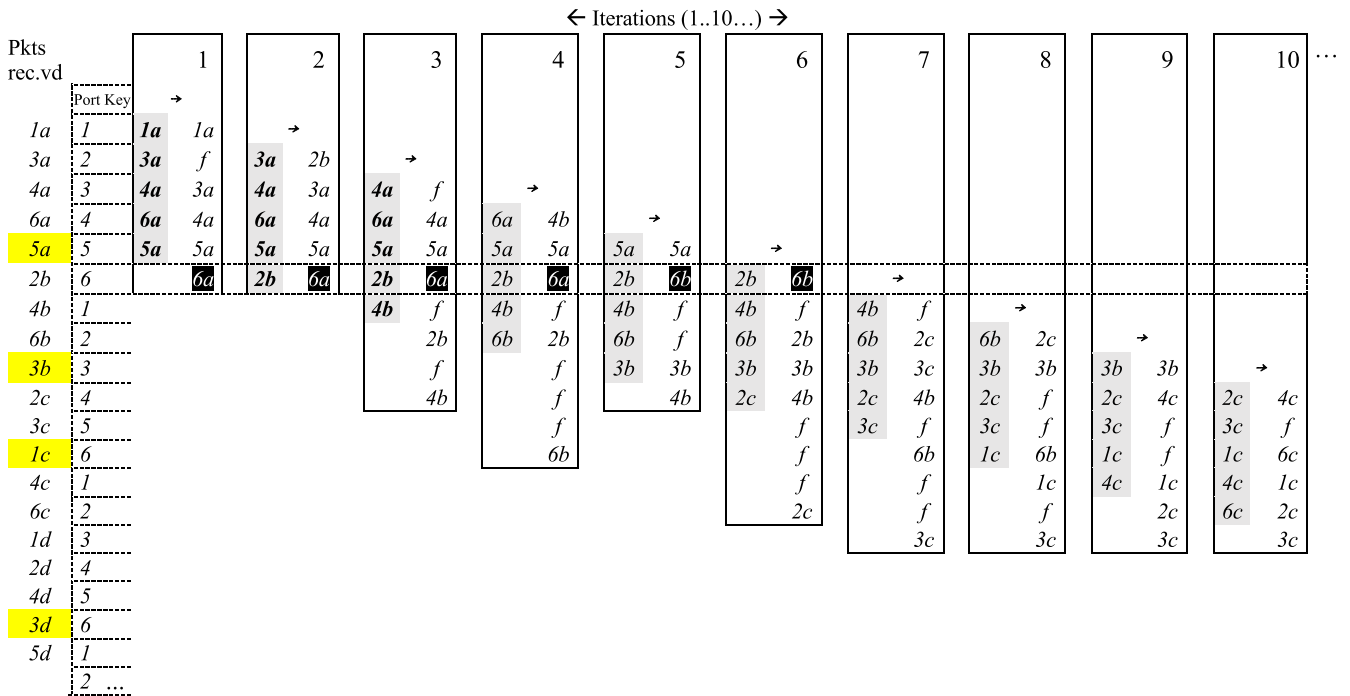 ← Iterations (1..10…) →
Pkts 1 2 3 4 5 6 7 8 9 10 …
rec.vd
Port Key →
1a 1 1a 1a →
3a 2 3a f 3a 2b →
4a 3 4a 3a 4a 3a 4a f →
6a 4 6a 4a 6a 4a 6a 4a 6a 4b →
5a 5 5a 5a 5a 5a 5a 5a 5a 5a 5a 5a →
2b 6 6a 2b 6a 2b 6a 2b 6a 2b 6b 2b 6b →
4b 1 4b f 4b f 4b f 4b f 4b f →
6b 2 2b 6b 2b 6b f 6b 2b 6b 2c 6b 2c →
3b 3 f f 3b 3b 3b 3b 3b 3c 3b 3b 3b 3b →
2c 4 4b f 4b 2c 4b 2c 4b 2c f 2c 4c 2c 4c
3c 5 f f 3c f 3c f 3c f 3c f
1c 6 6b f 6b 1c 6b 1c f 1c 6c
4c 1 f f 1c 4c 1c 4c 1c
6c 2 2c f f 2c 6c 2c
1d 3 3c 3c 3c 3c
2d 4
4d 5
3d 6
5d 1
2 …